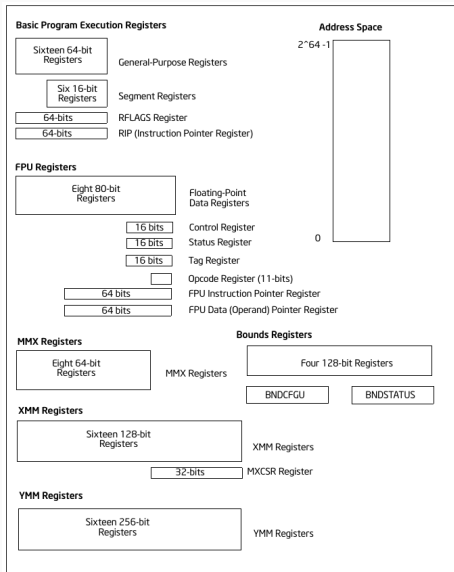 Basic Program Execution Registers
Address Space
2^64 -1
Sixteen 64-bit
Registers
General-Purpose Registers
Six 16-bit
Registers
Segment Registers
64-bits
RFLAGS Register
64-bits
RIP (Instruction Pointer Register)
FPU Registers
Eight 80-bit
Registers
Floating-Point
Data Registers
0
16 bits
Control Register
16 bits
Status Register
16 bits
Tag Register
Opcode Register (11-bits)
64 bits
FPU Instruction Pointer Register
64 bits
FPU Data (Operand) Pointer Register
MMX Registers
Bounds Registers
Eight 64-bit
Registers
MMX Registers
Four 128-bit Registers
BNDCFGU
BNDSTATUS
XMM Registers
Sixteen 128-bit
Registers
XMM Registers
32-bits
MXCSR Register
YMM Registers
Sixteen 256-bit
Registers
YMM Registers